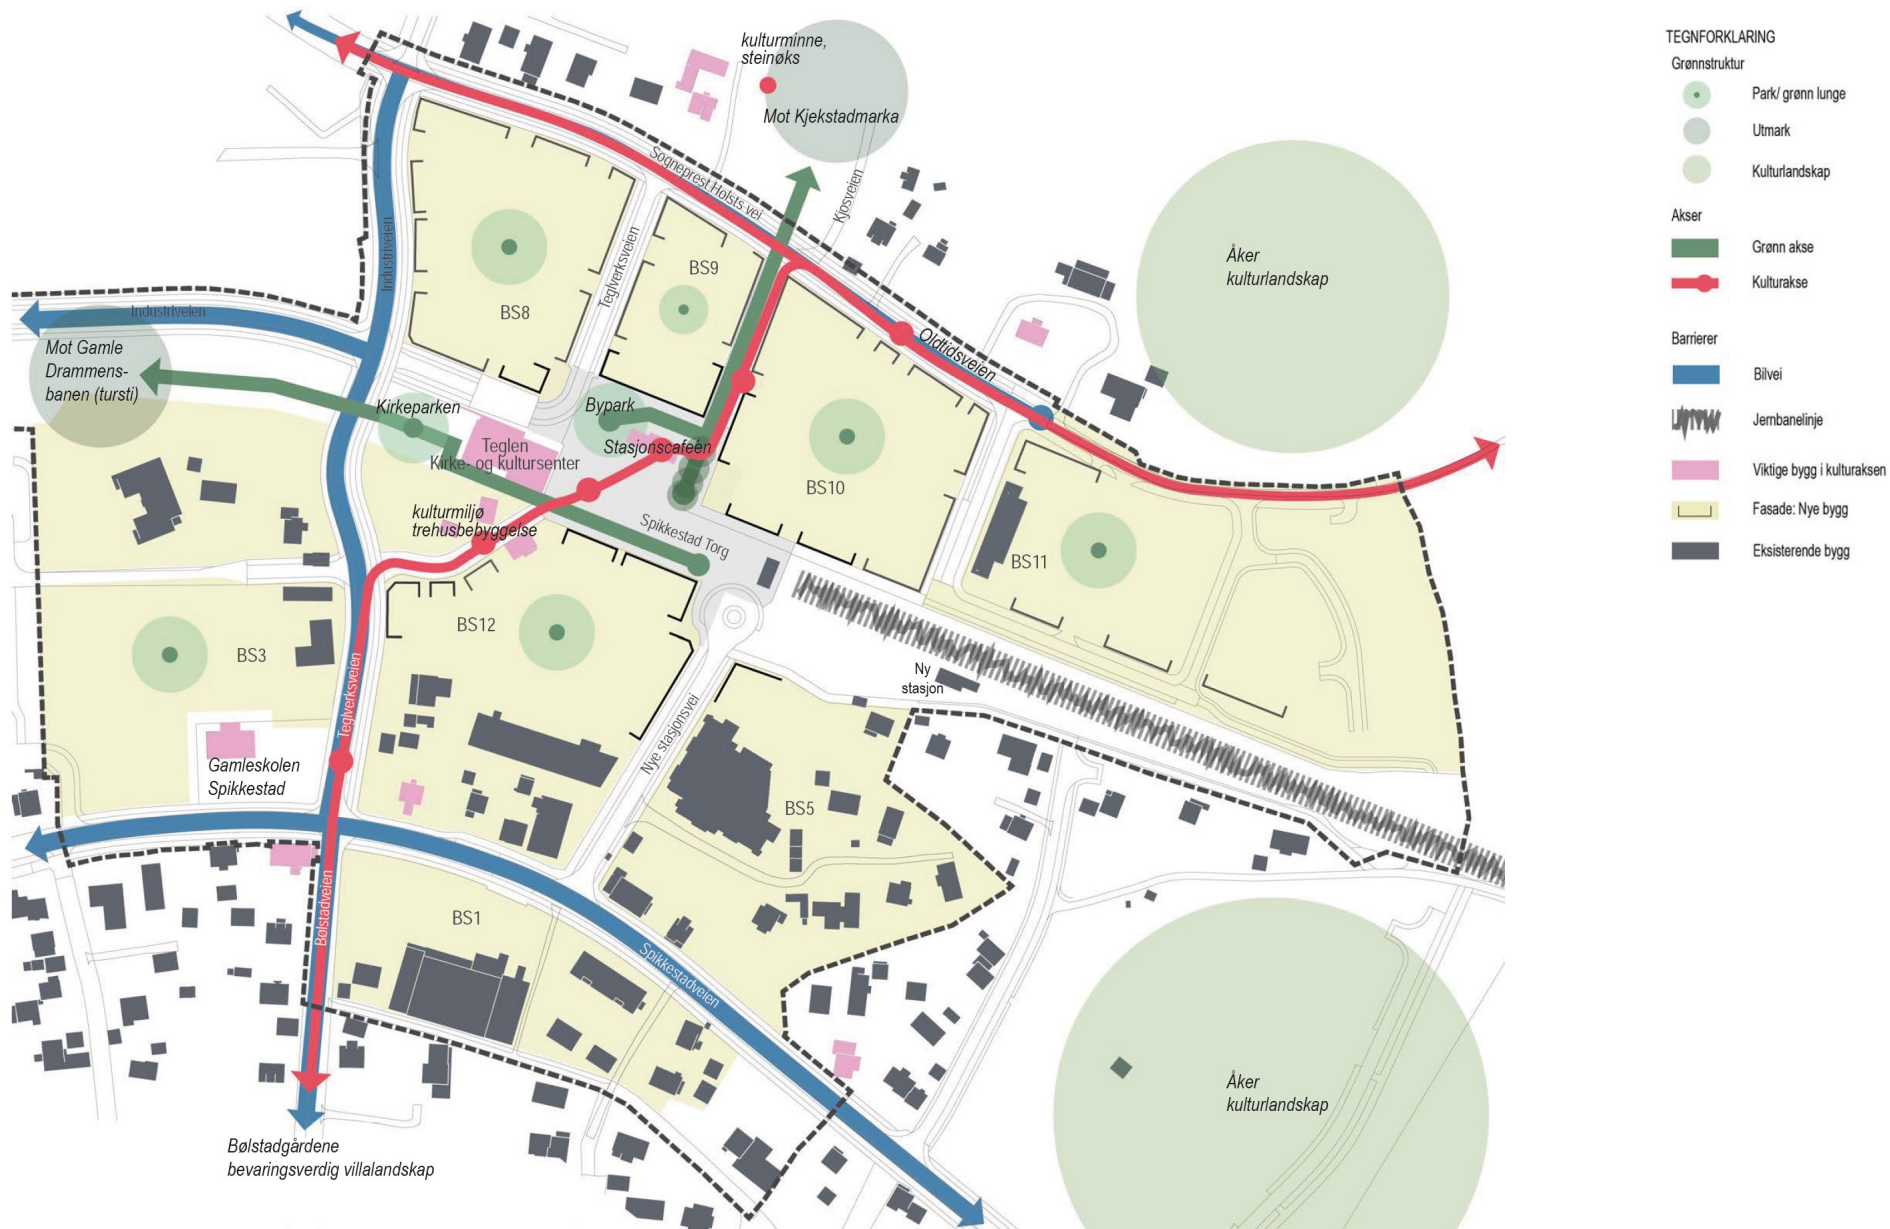 kulturminne,
steinøks
Mot Kjekstadmarka
Sogneprest Holsts vei
Kjosveien
Industriveien
Teglverksveien
BS9
BS8
Industriveien
Mot Gamle
Drammens-
banen (tursti)
Kirkeparken
Bypark
Teglen
Kirke- og kultursenter
Stasjonscafeen
Oldtidsveien
Åker
kulturlandskap
BS10
kulturmiljø
trehusbebyggelse
Spikkestad Torg
BS11
BS12
BS3
Teglverksveien
Ny
stasjon
Nye stasjonsvei
Gamleskolen
Spikkestad
BS5
BS1
Bølstadveien
Spikkestadveien
Åker
kulturlandskap
Bølstadgårdene
bevaringsverdig villalandskap
TEGNFORKLARING
Grønnstruktur
Park/ grønn lunge
Utmark
Kulturlandskap
Akser
Grønn akse
Kulturakse
Barrierer
Bilvei
Jernbanelinje
Viktige bygg i kulturaksen
Fasade: Nye bygg
Eksisterende bygg